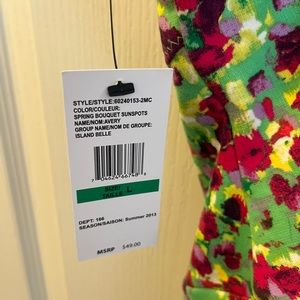 STYLE/STYLE:60240153-2MC
COLOR/COULEUR:
SPRING BOUQUET SUNSPOTS
NAME/NOM:AVERY
GROUP NAME/NOM DE GROUPE:
ISLAND BELLE
SIZE/
TAILLE L
DEPT: 106
SEASON/SAISON: Summer 2013
MSRP $49.00